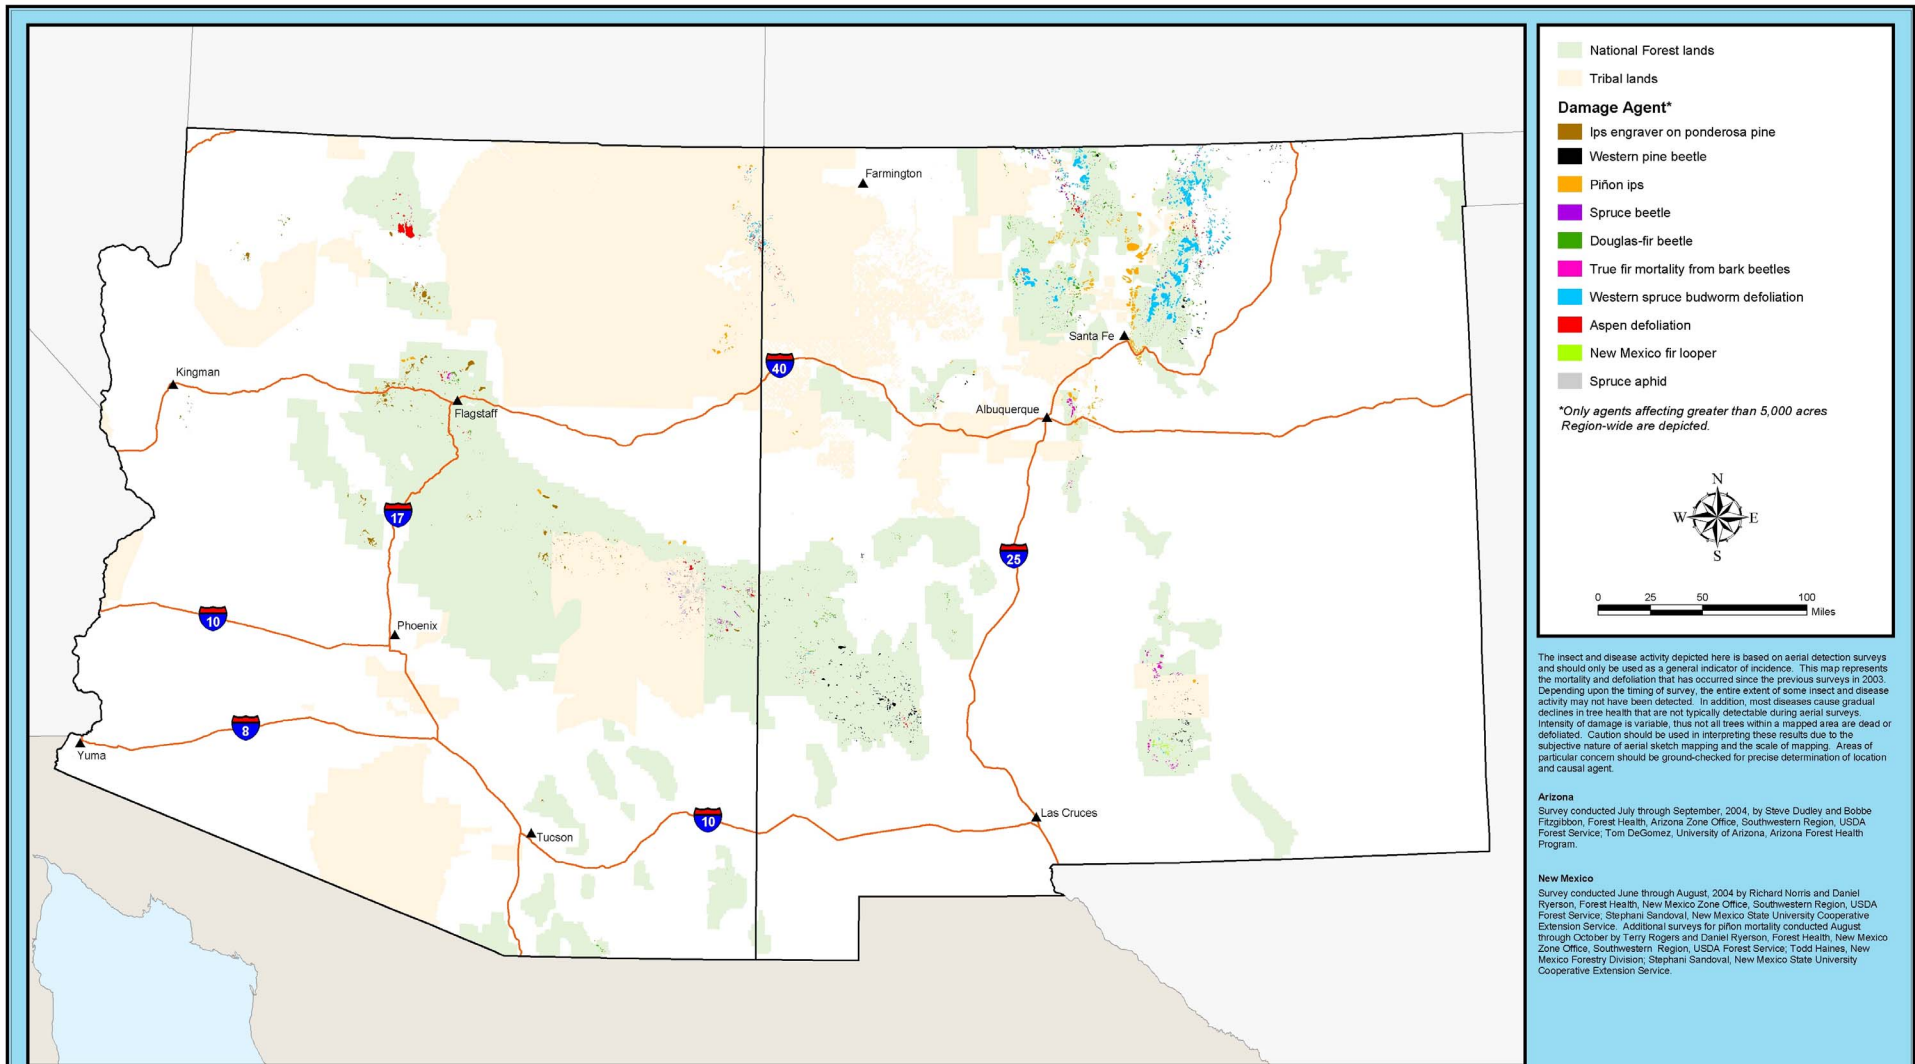 Farmington
Santa Fe
Kingman
40
Flagstaff
Albuquerque
17
25
10
Phoenix
8
Yuma
10
Las Cruces
Tucson
National Forest lands
Tribal lands
Damage Agent*
Ips engraver on ponderosa pine
Western pine beetle
Piñon ips
Spruce beetle
Douglas-fir beetle
True fir mortality from bark beetles
Western spruce budworm defoliation
Aspen defoliation
New Mexico fir looper
Spruce aphid
*Only agents affecting greater than 5,000 acres
Region-wide are depicted.
N
W E
S
0 25 50 100
Miles
The insect and disease activity depicted here is based on aerial detection surveys
and should only be used as a general indicator of incidence. This map represents
the mortality and defoliation that has occurred since the previous surveys in 2003.
Depending upon the timing of survey, the entire extent of some insect and disease
activity may not have been detected. In addition, most diseases cause gradual
declines in tree health that are not typically detectable during aerial surveys.
Intensity of damage is variable, thus not all trees within a mapped area are dead or
defoliated. Caution should be used in interpreting these results due to the
subjective nature of aerial sketch mapping and the scale of mapping. Areas of
particular concern should be ground-checked for precise determination of location
and causal agent.
Arizona
Survey conducted July through September, 2004, by Steve Dudley and Bobbe
Fitzgibbon, Forest Health, Arizona Zone Office, Southwestern Region, USDA
Forest Service; Tom DeGomez, University of Arizona, Arizona Forest Health
Program.
New Mexico
Survey conducted June through August, 2004 by Richard Norris and Daniel
Ryerson, Forest Health, New Mexico Zone Office, Southwestern Region, USDA
Forest Service; Stephani Sandoval, New Mexico State University Cooperative
Extension Service. Additional surveys for piñon mortality conducted August
through October by Terry Rogers and Daniel Ryerson, Forest Health, New Mexico
Zone Office, Southwestern Region, USDA Forest Service; Todd Haines, New
Mexico Forestry Division; Stephani Sandoval, New Mexico State University
Cooperative Extension Service.